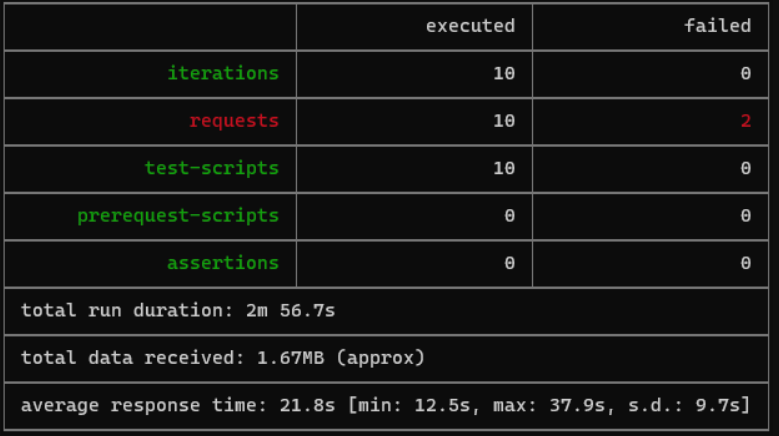 executed failed
iterations 10 0
requests 10 2
test-scripts 10 0
prerequest-scripts 0 0
assertions 0 0
total run duration: 2m 56.7s
total data received: 1.67MB (approx)
average response time: 21.8s [min: 12.5s, max: 37.9s, s.d.: 9.7s]